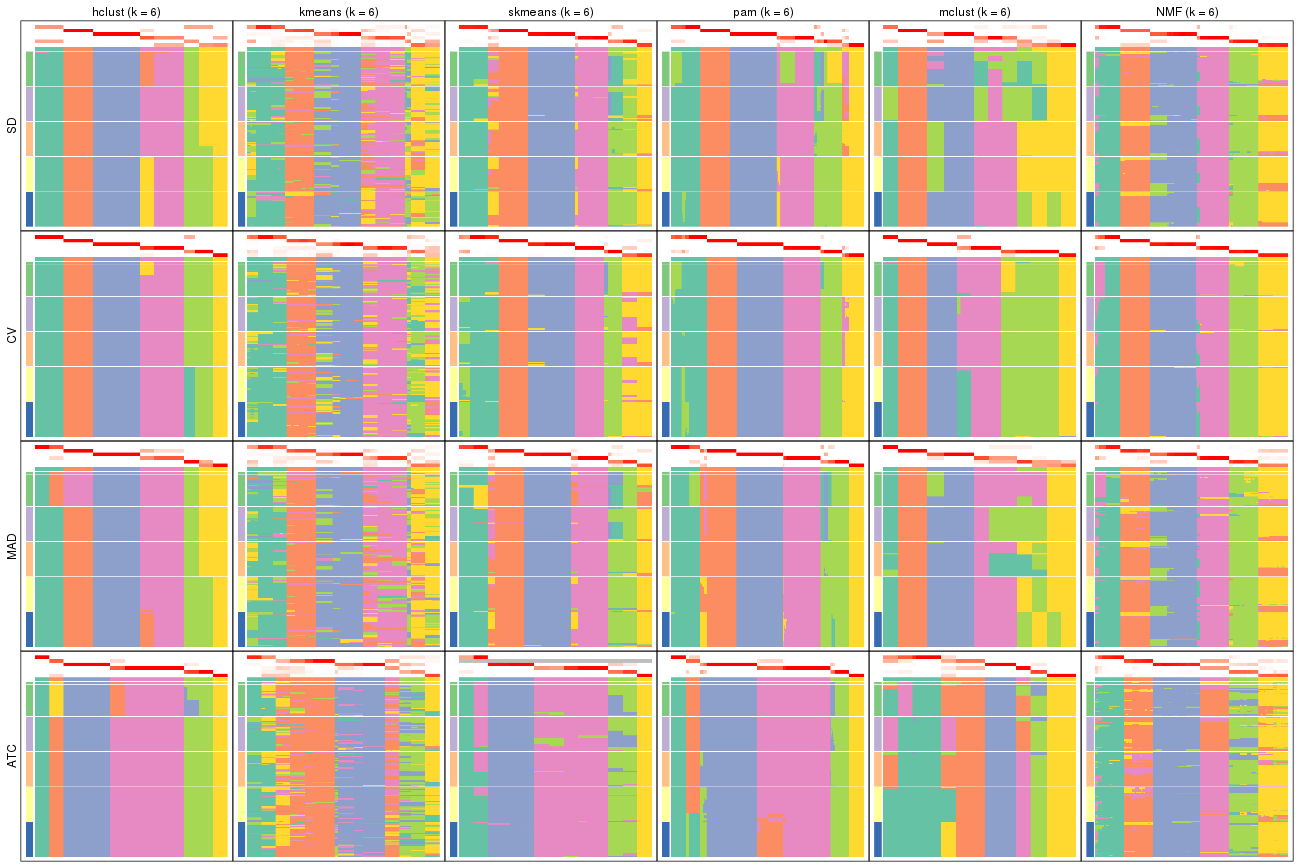 hclust (k = 6)
kmeans (k = 6)
skmeans (k = 6)
pam (k = 6)
mclust (k = 6)
NMF (k = 6)
SD
CV
MAD
ATC